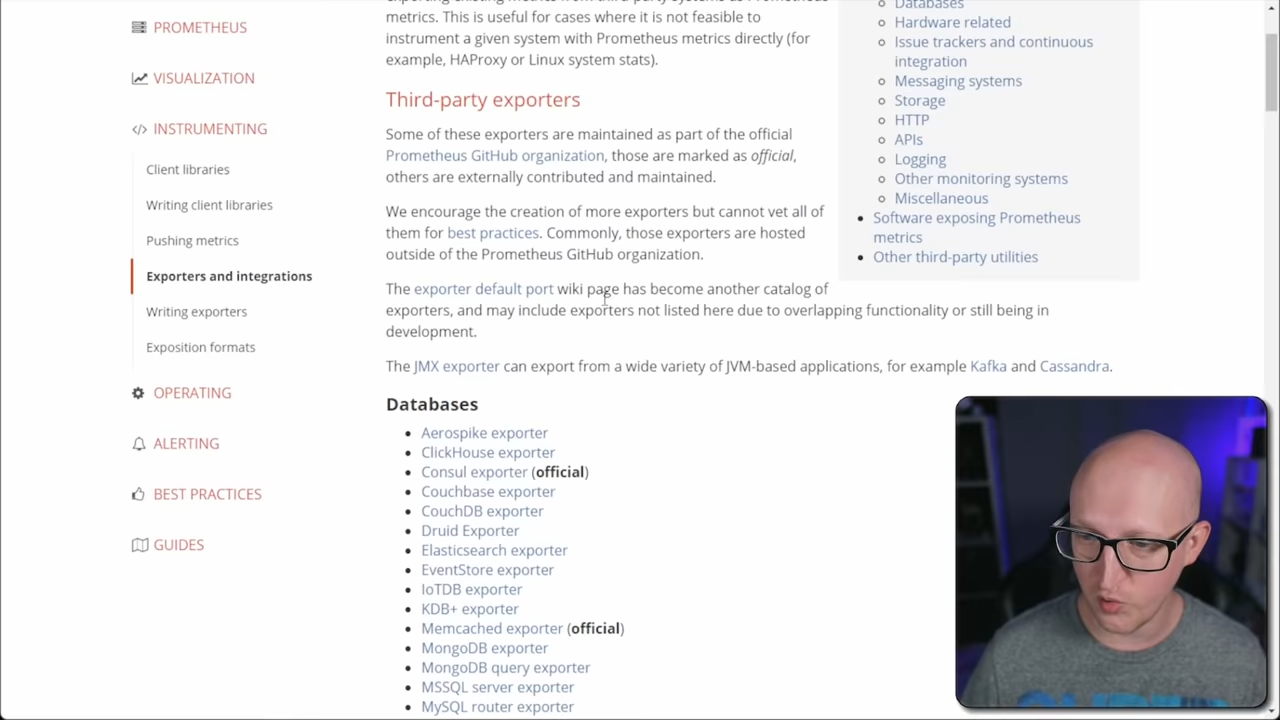 PROMETHEUS
VISUALIZATION
INSTRUMENTING
Client libraries
Writing client libraries
Pushing metrics
Exporters and integrations
Writing exporters
Exposition formats
OPERATING
ALERTING
BEST PRACTICES
GUIDES
exporting existing metrics from third-party systems as Prometheus
metrics. This is useful for cases where it is not feasible to
instrument a given system with Prometheus metrics directly (for
example, HAProxy or Linux system stats).
Third-party exporters
Some of these exporters are maintained as part of the official
Prometheus GitHub organization, those are marked as official,
others are externally contributed and maintained.
We encourage the creation of more exporters but cannot vet all of
them for best practices. Commonly, those exporters are hosted
outside of the Prometheus GitHub organization.
The exporter default port wiki page has become another catalog of
exporters, and may include exporters not listed here due to overlapping functionality or still being in
development.
The JMX exporter can export from a wide variety of JVM-based applications, for example Kafka and Cassandra.
Databases
Aerospike exporter
ClickHouse exporter
Consul exporter (official)
Couchbase exporter
CouchDB exporter
Druid Exporter
Elasticsearch exporter
EventStore exporter
IoTDB exporter
KDB+ exporter
Memcached exporter (official)
MongoDB exporter
MongoDB query exporter
MSSQL server exporter
MySQL router exporter
Databases
Hardware related
Issue trackers and continuous
integration
Messaging systems
Storage
HTTP
APIs
Logging
Other monitoring systems
Miscellaneous
Software exposing Prometheus
metrics
Other third-party utilities